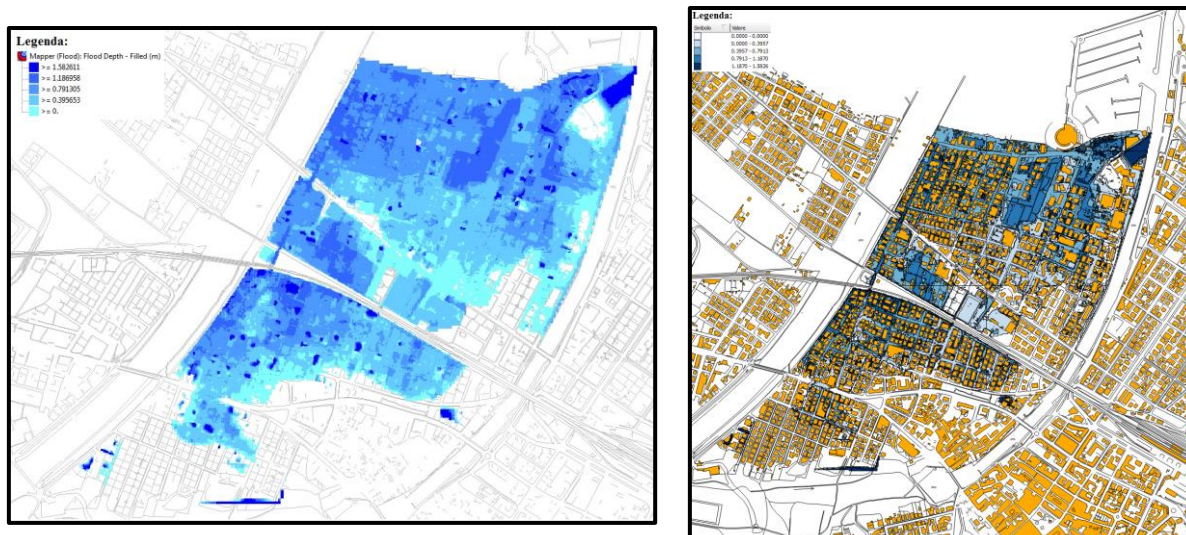 Legenda:
Mapper (Flood): Flood Depth - Filled (m)
>= 1.582611
>= 1.186958
>= 0.791305
>= 0.395653
>= 0.
Legenda:
Simbolo Valore
0.0000 - 0.0000
0.0000 - 0.3957
0.3957 - 0.7913
0.7913 - 1.1870
1.1870 - 1.5826